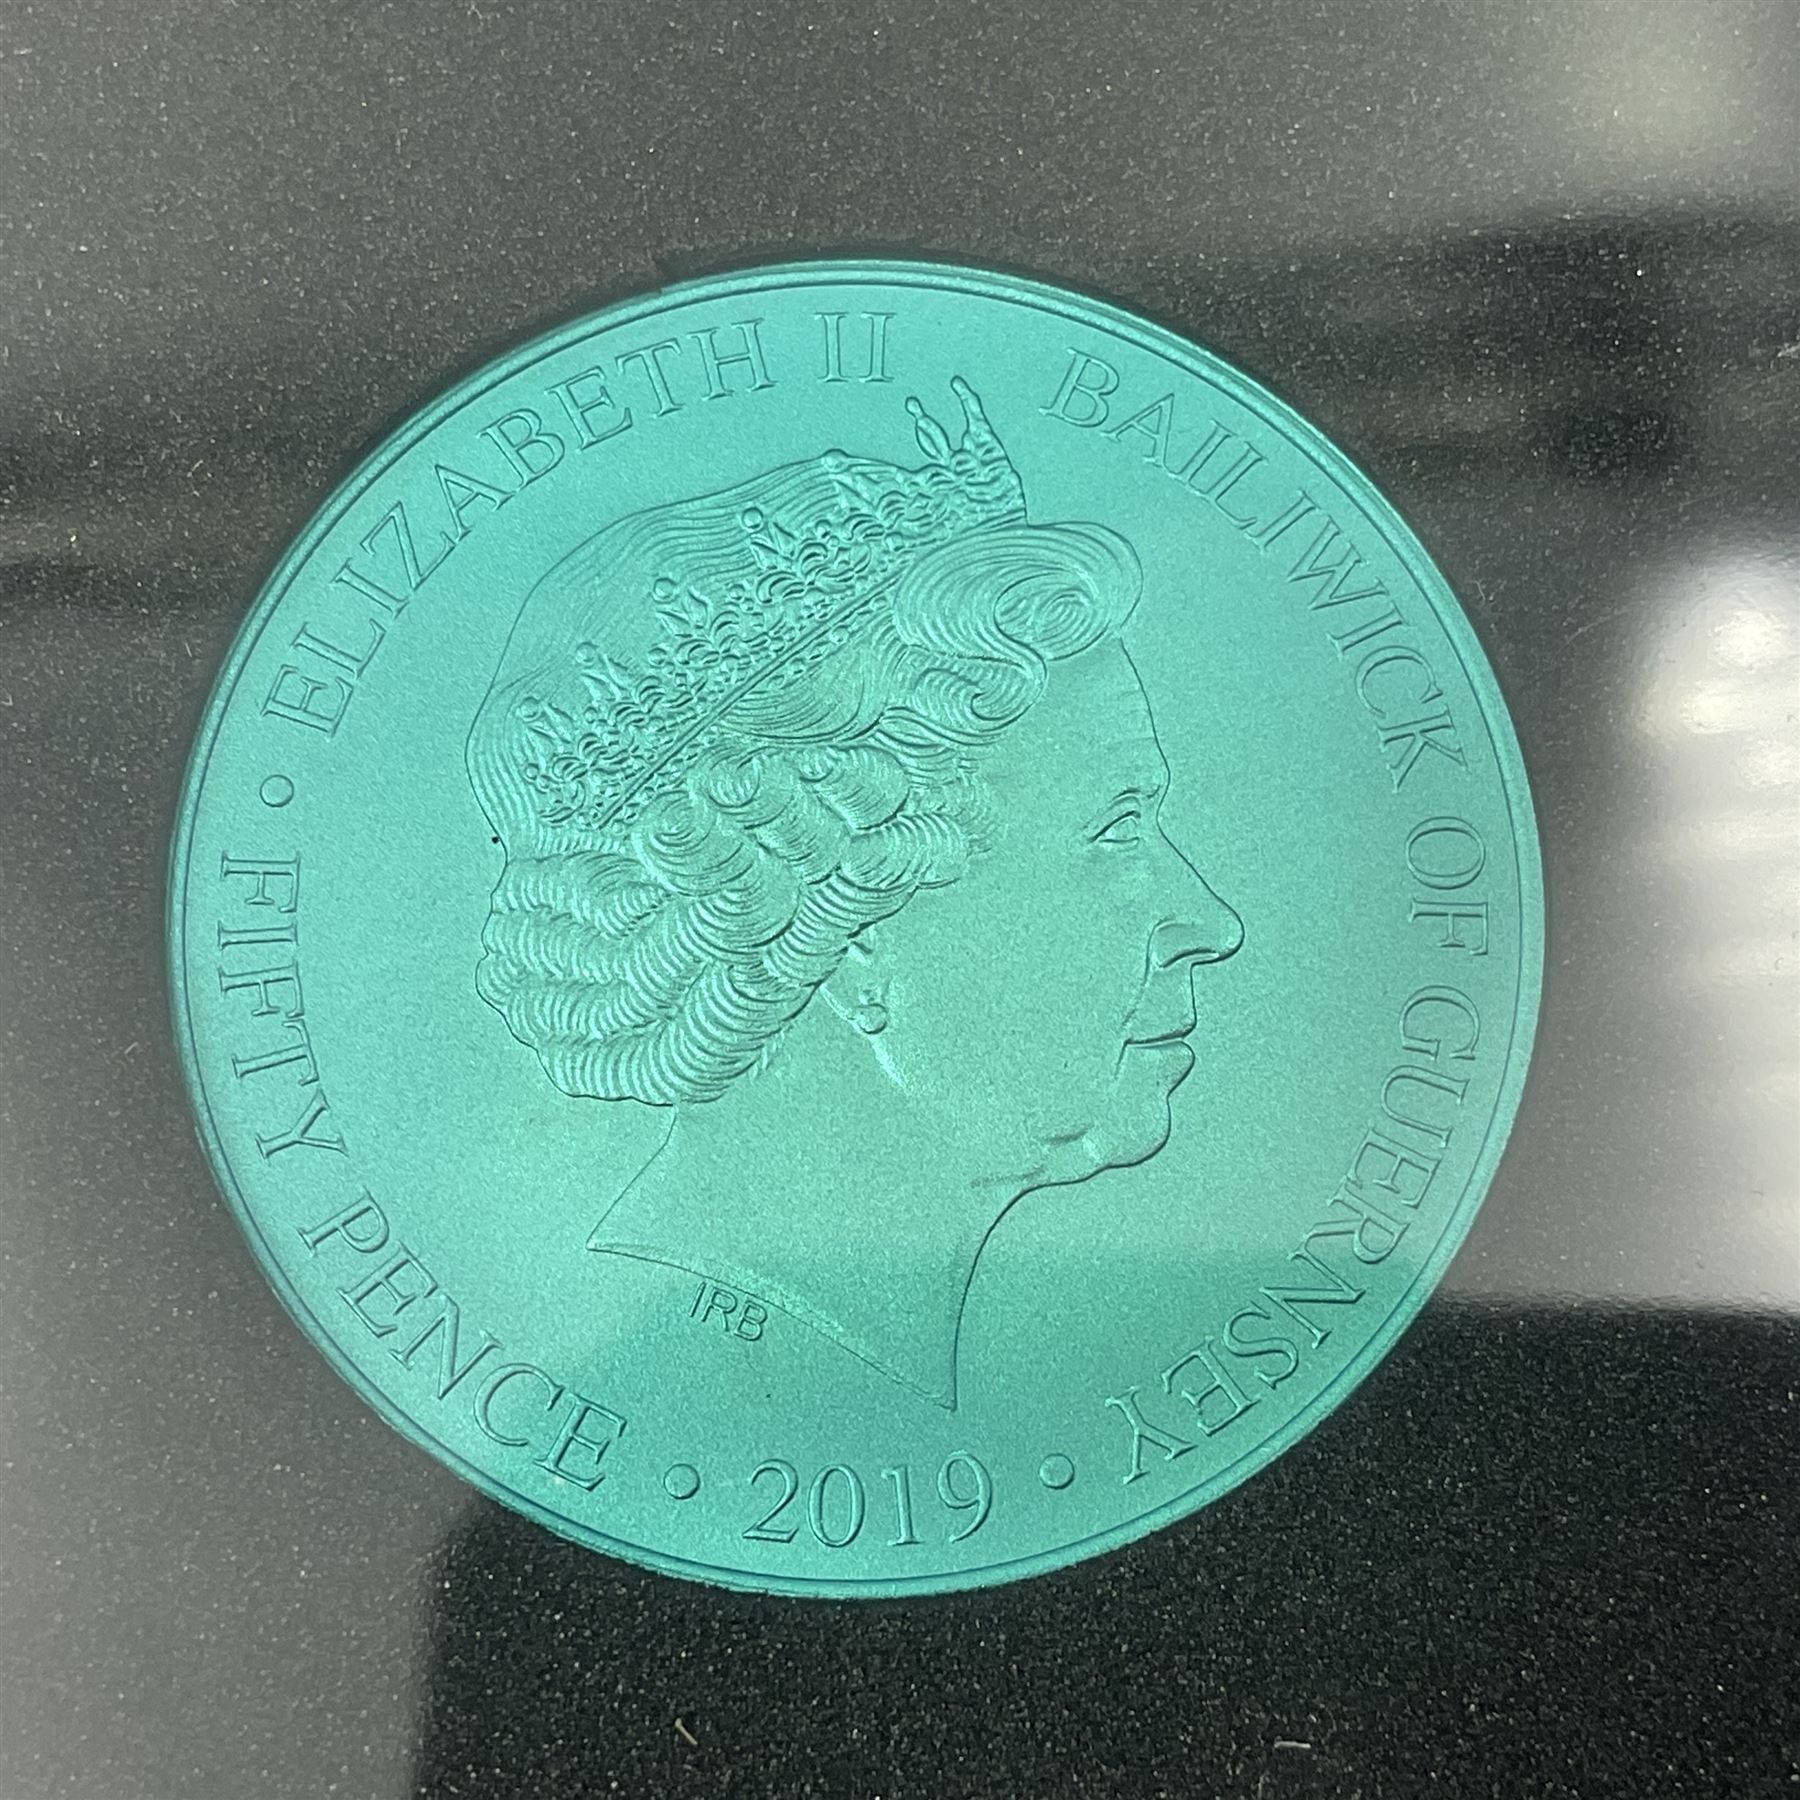 ELIZABETH II BAILIWICK OF GUERNSEY • 2019 • FIFTY PENCE •
IRB